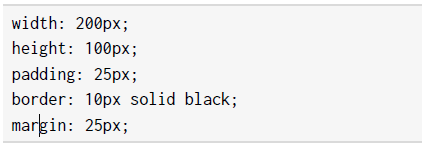 width: 200px;
height: 100px;
padding: 25px;
border: 10px solid black;
margin: 25px;